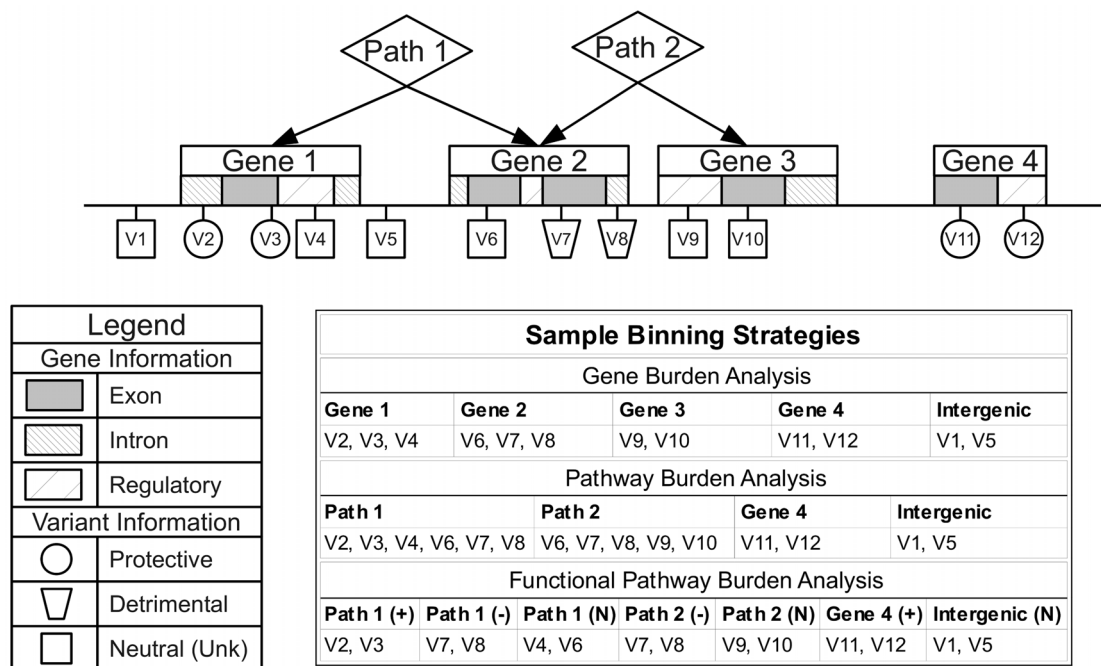 Path 1 Path 2
Gene 1 Gene 2 Gene 3 Gene 4
V1 V2 V3 V4 V5 V6 V7 V8 V9 V10 V11 V12
Legend
Gene Information
Exon
Intron
Regulatory
Variant Information
Protective
Detrimental
Neutral (Unk)
Sample Binning Strategies
Gene Burden Analysis
Gene 1 Gene 2 Gene 3 Gene 4 Intergenic
V2, V3, V4 V6, V7, V8 V9, V10 V11, V12 V1, V5
Pathway Burden Analysis
Path 1 Path 2 Gene 4 Intergenic
V2, V3, V4, V6, V7, V8 V6, V7, V8, V9, V10 V11, V12 V1, V5
Functional Pathway Burden Analysis
Path 1 (+) Path 1 (-) Path 1 (N) Path 2 (-) Path 2 (N) Gene 4 (+) Intergenic (N)
V2, V3 V7, V8 V4, V6 V7, V8 V9, V10 V11, V12 V1, V5